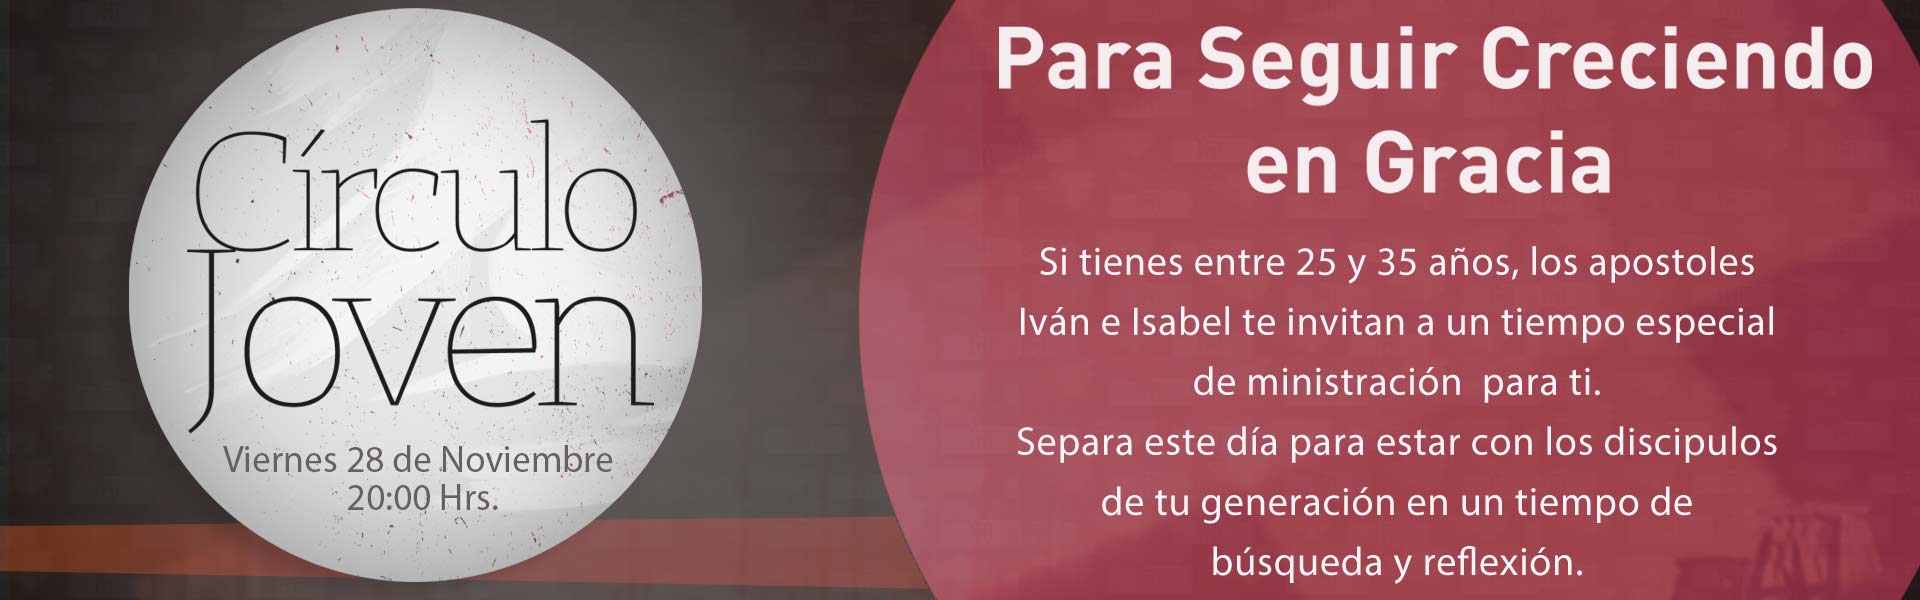 Círculo
Joven
Viernes 28 de Noviembre
20:00 Hrs.
Para Seguir Creciendo
en Gracia
Si tienes entre 25 y 35 años, los apostoles
Iván e Isabel te invitan a un tiempo especial
de ministración para ti.
Separa este día para estar con los discipulos
de tu generación en un tiempo de
búsqueda y reflexión.